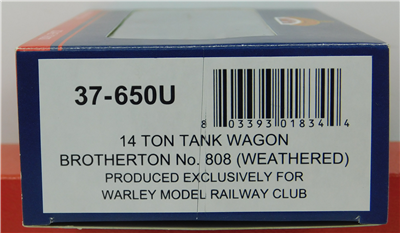 37-650U
8 03393 01834 4
14 TON TANK WAGON
BROTHERTON No. 808 (WEATHERED)
PRODUCED EXCLUSIVELY FOR
WARLEY MODEL RAILWAY CLUB